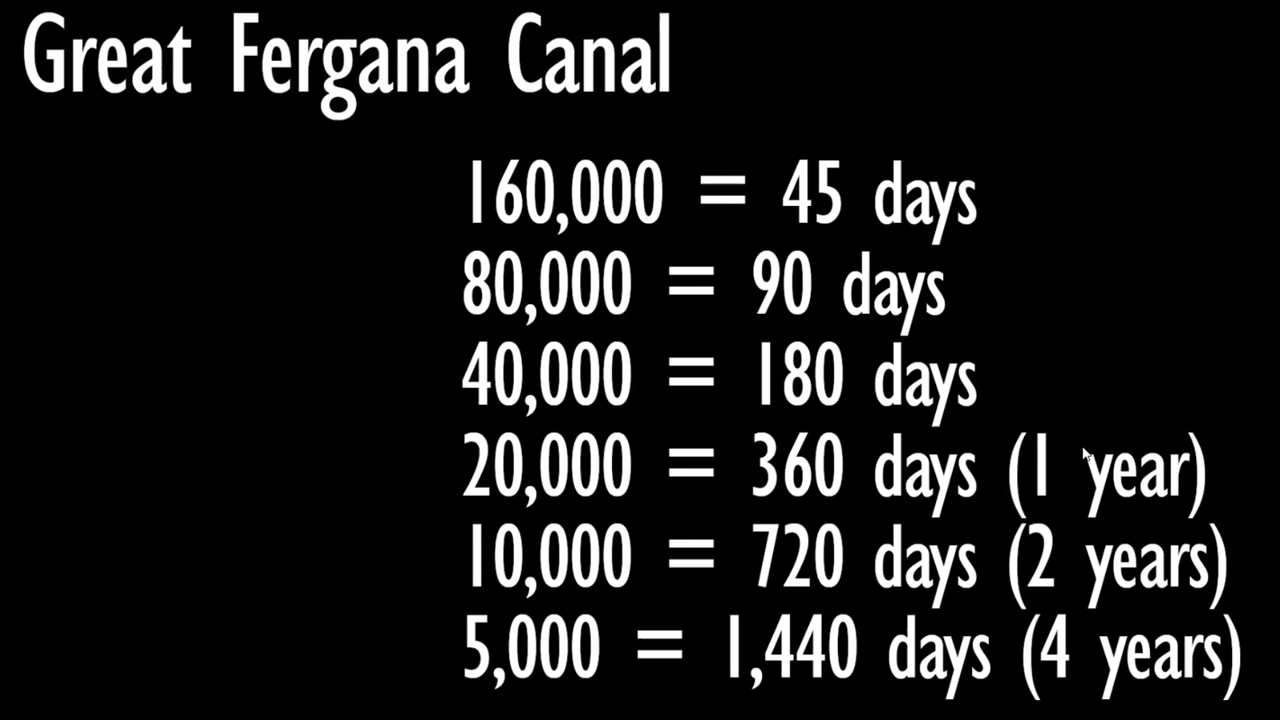 Great Fergana Canal
160,000 = 45 days
80,000 = 90 days
40,000 = 180 days
20,000 = 360 days (1 year)
10,000 = 720 days (2 years)
5,000 = 1,440 days (4 years)